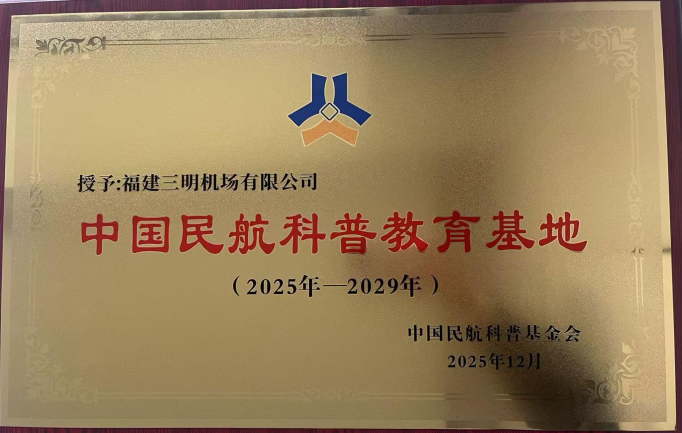 授予:福建三明机场有限公司
中国民航科普教育基地
（2025年—2029年）
中国民航科普基金会
2025年12月